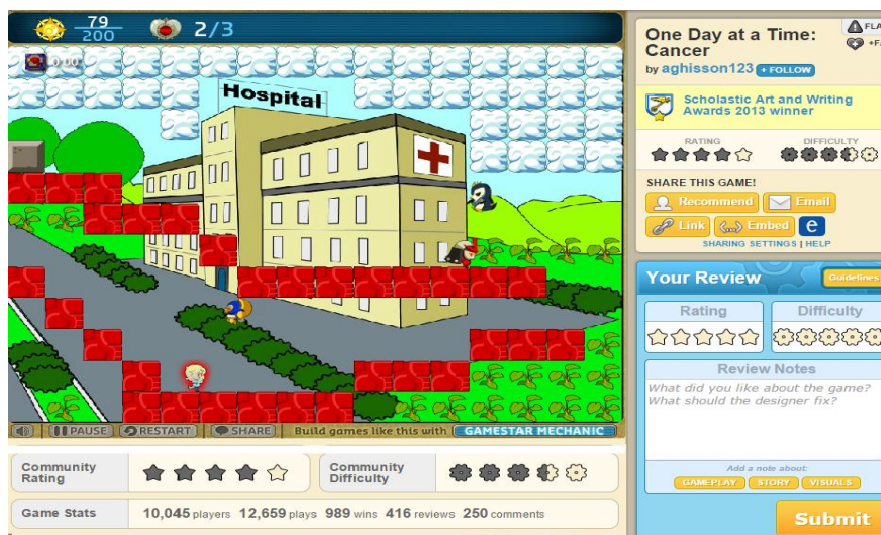 79
200
2/3
0:00
Hospital
PAUSE
RESTART
SHARE
Build games like this with
GAMESTAR MECHANIC
Community
Rating
Community
Difficulty
Game Stats
10,045 players 12,659 plays 989 wins 416 reviews 250 comments
One Day at a Time:
Cancer
by aghisson123 + FOLLOW
FLA
+FA
Scholastic Art and Writing
Awards 2013 winner
RATING
DIFFICULTY
SHARE THIS GAME!
Recommend
Email
Link
Embed
e
SHARING SETTINGS | HELP
Your Review
Guidelines
Rating
Difficulty
Review Notes
What did you like about the game?
What should the designer fix?
Add a note about:
GAMEPLAY
STORY
VISUALS
Submit